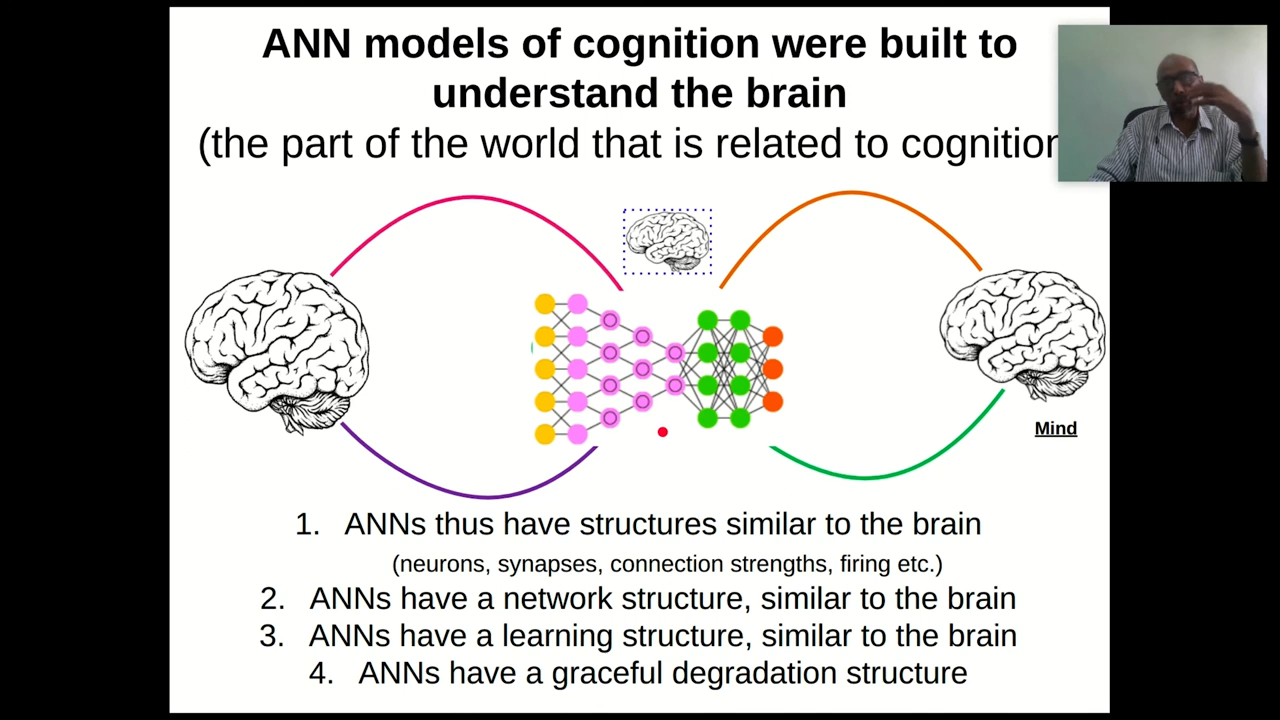 ANN models of cognition were built to
understand the brain
(the part of the world that is related to cognition
Mind
1. ANNs thus have structures similar to the brain
(neurons, synapses, connection strengths, firing etc.)
2. ANNs have a network structure, similar to the brain
3. ANNs have a learning structure, similar to the brain
4. ANNs have a graceful degradation structure